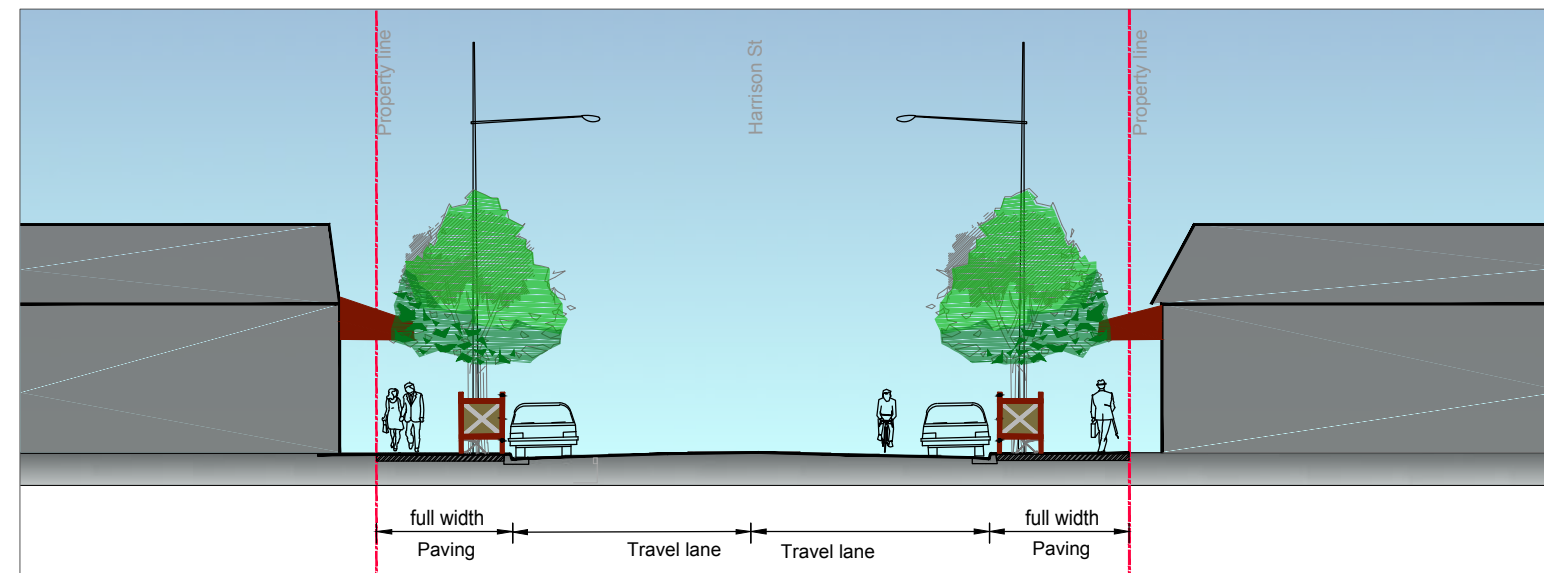 Property line
Harrison St
Property line
full width
Paving
Travel lane
Travel lane
full width
Paving